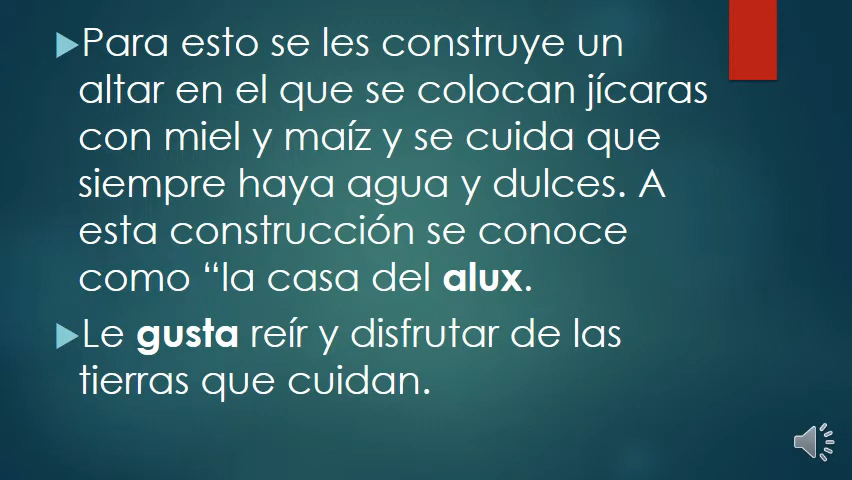 Para esto se les construye un
altar en el que se colocan jícaras
con miel y maíz y se cuida que
siempre haya agua y dulces. A
esta construcción se conoce
como “la casa del alux.
Le gusta reír y disfrutar de las
tierras que cuidan.